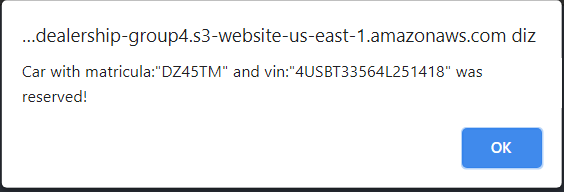 ...dealership-group4.s3-website-us-east-1.amazonaws.com diz
Car with matricula:"DZ45TM" and vin:"4USBT33564L251418" was
reserved!
OK